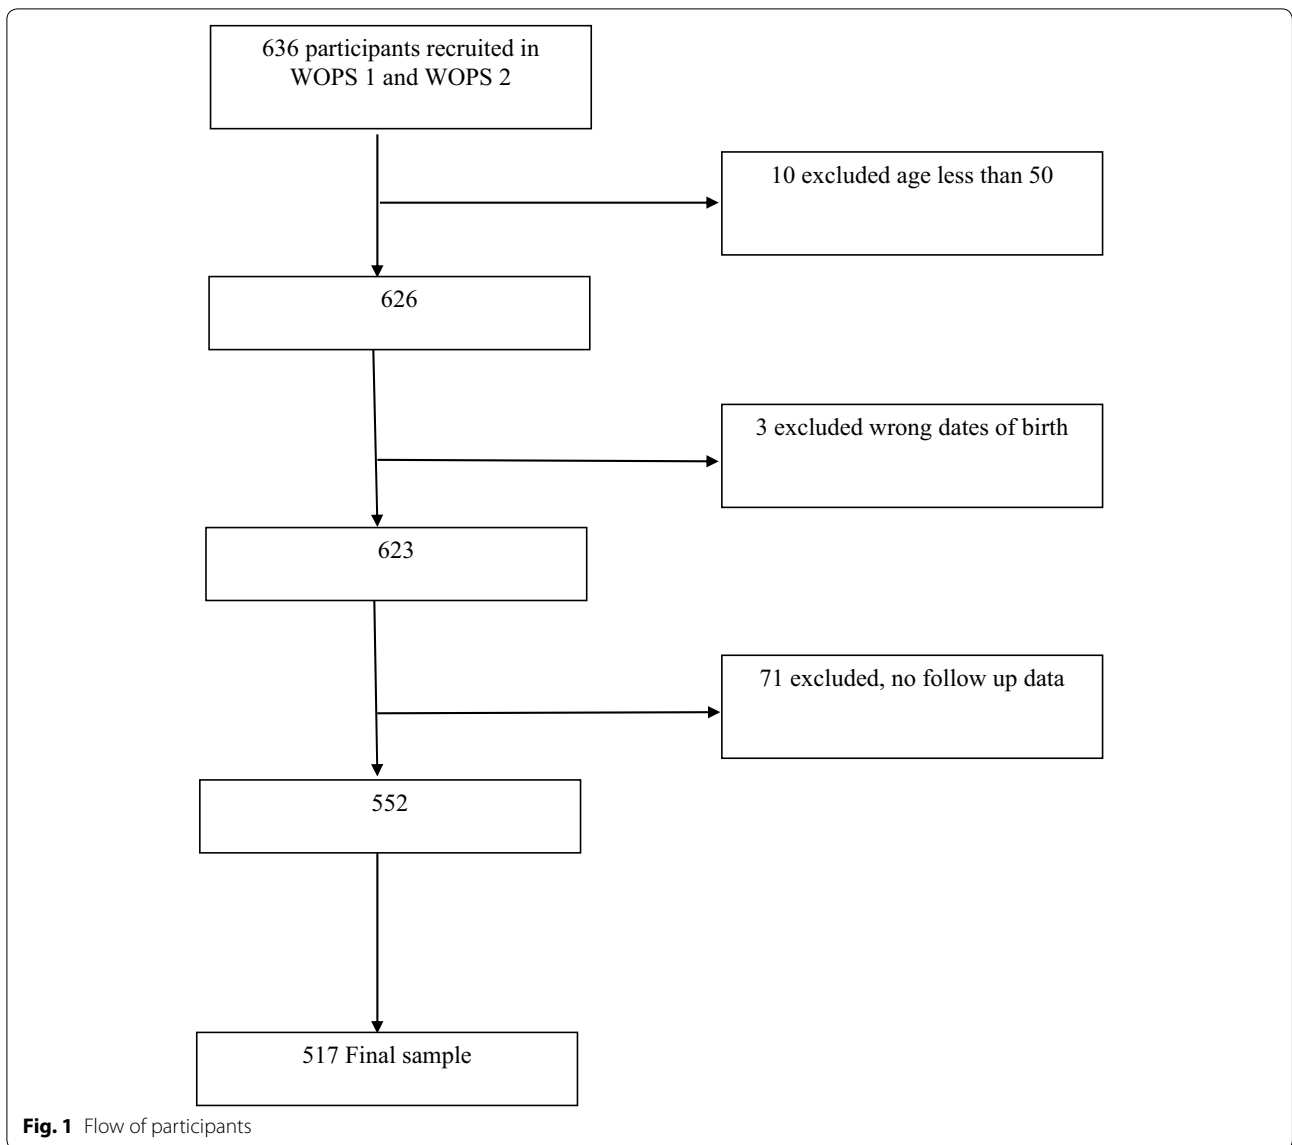 636 participants recruited in
WOPS 1 and WOPS 2
10 excluded age less than 50
626
3 excluded wrong dates of birth
623
71 excluded, no follow up data
552
517 Final sample
Fig. 1 Flow of participants